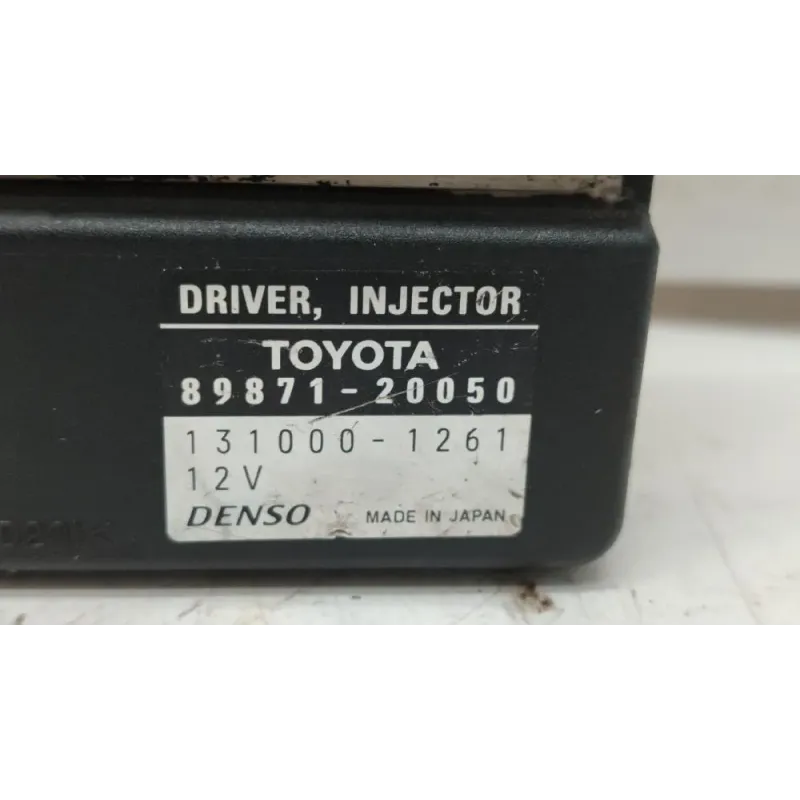 DRIVER, INJECTOR
TOYOTA
89871-20050
131000-1261
12V
DENSO MADE IN JAPAN